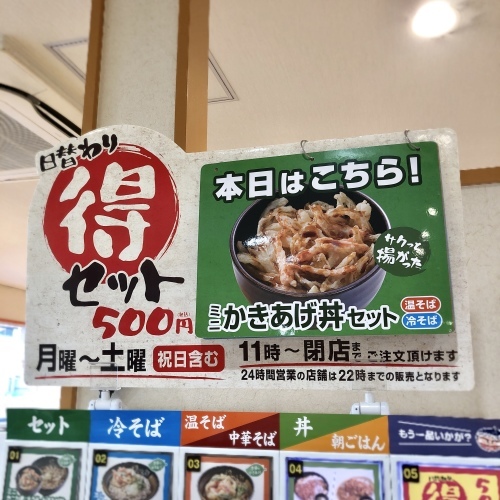 日替わり
得
セット
500円(税込)
月曜〜土曜 祝日含む
本日はこちら!
サクっと
揚がった
ミニかきあげ丼セット
温そば
冷そば
11時〜閉店までご注文頂けます
24時間営業の店舗は22時までの販売となります
セット
冷そば
温そば
中華そば
丼
朝ごはん
もう一品いかが?
01
02
03
04
05